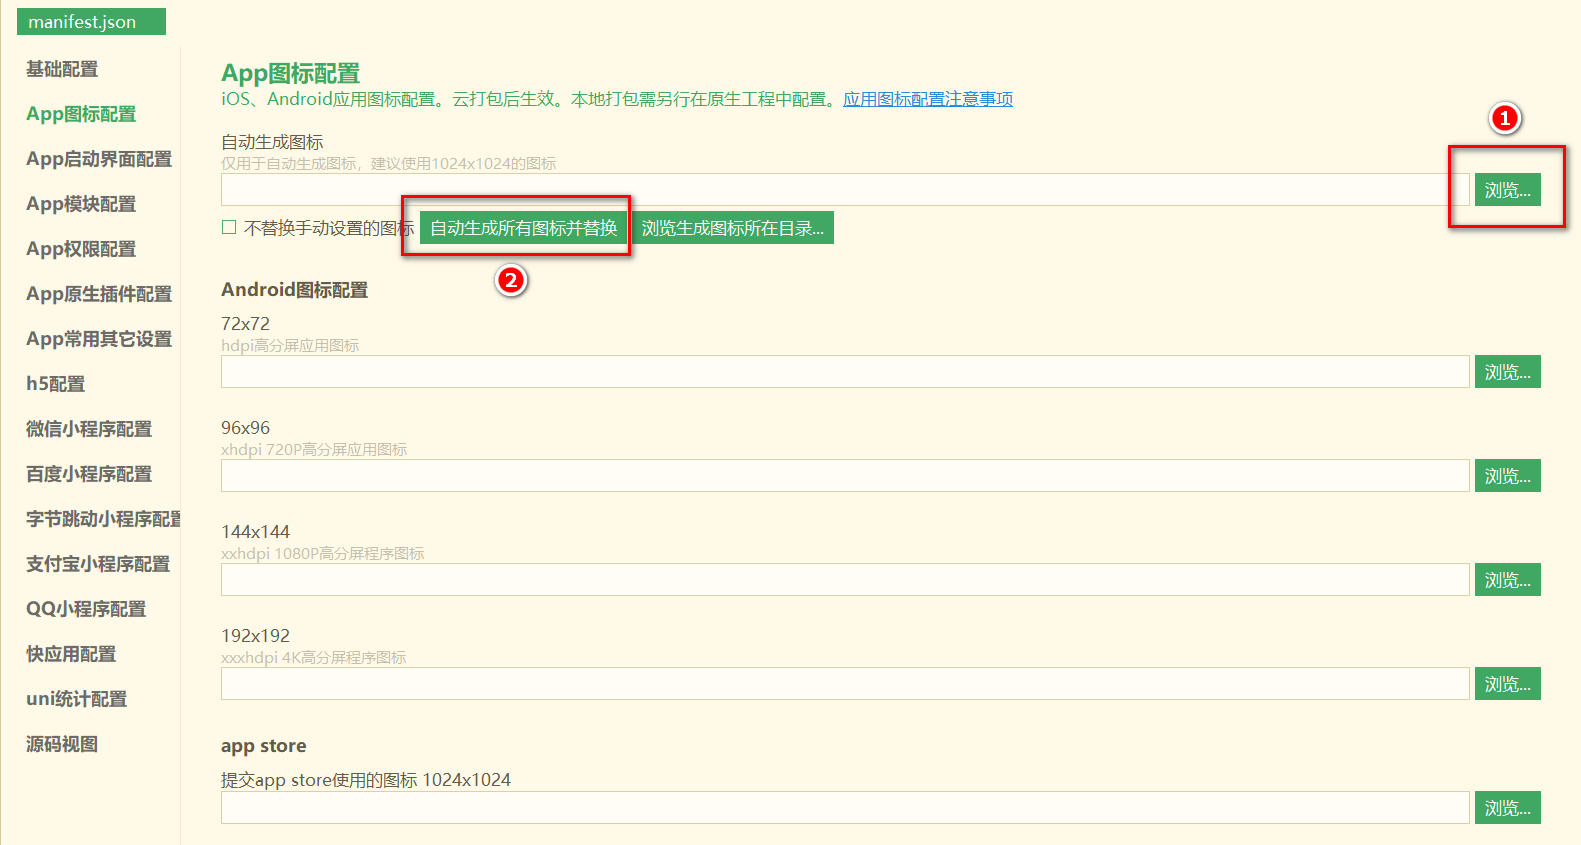 manifest.json
基础配置
App图标配置
App启动界面配置
App模块配置
App权限配置
App原生插件配置
App常用其它设置
h5配置
微信小程序配置
百度小程序配置
字节跳动小程序配置
支付宝小程序配置
QQ小程序配置
快应用配置
uni统计配置
源码视图
App图标配置
iOS、Android应用图标配置。云打包后生效。本地打包需另行在原生工程中配置。应用图标配置注意事项
1
自动生成图标
仅用于自动生成图标，建议使用1024x1024的图标
浏览...
不替换手动设置的图标 自动生成所有图标并替换 浏览生成图标所在目录...
2
Android图标配置
72x72
hdpi高分屏应用图标
浏览...
96x96
xhdpi 720P高分屏应用图标
浏览...
144x144
xxhdpi 1080P高分屏程序图标
浏览...
192x192
xxxhdpi 4K高分屏程序图标
浏览...
app store
提交app store使用的图标 1024x1024
浏览...